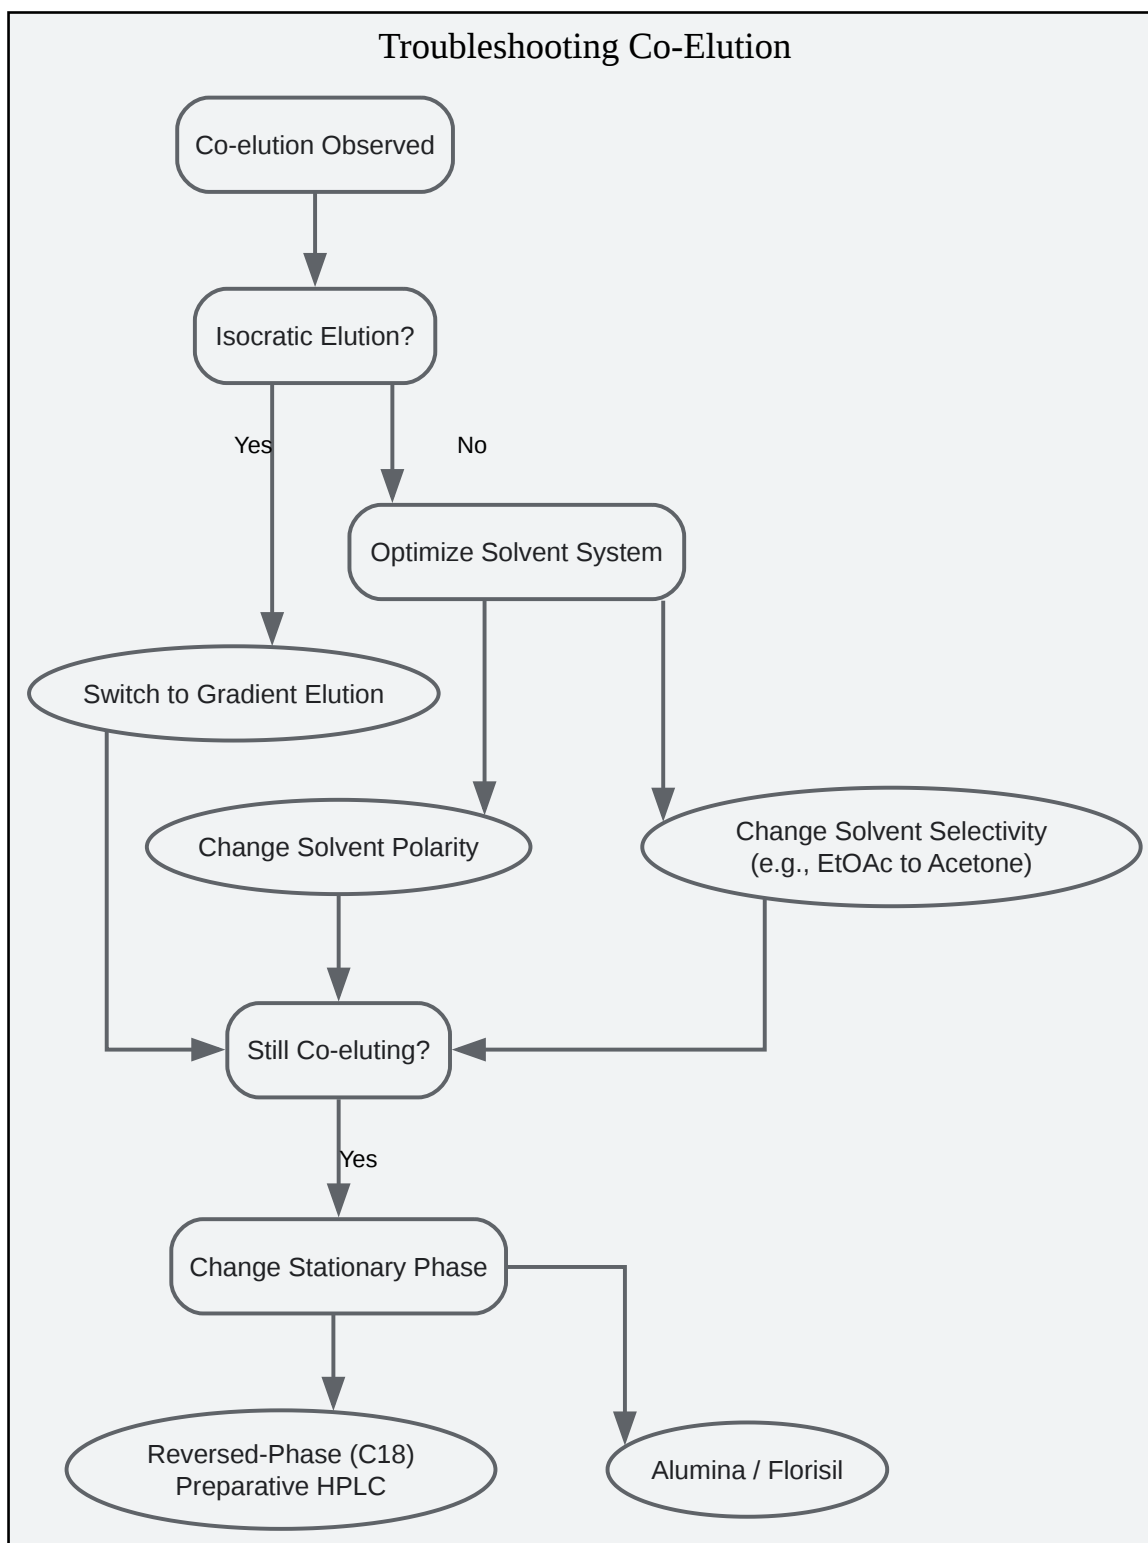 Troubleshooting Co-Elution
Co-elution Observed
Isocratic Elution?
Yes
No
Optimize Solvent System
Switch to Gradient Elution
Change Solvent Polarity
Change Solvent Selectivity
(e.g., EtOAc to Acetone)
Still Co-eluting?
Yes
Change Stationary Phase
Reversed-Phase (C18)
Preparative HPLC
Alumina / Florisil